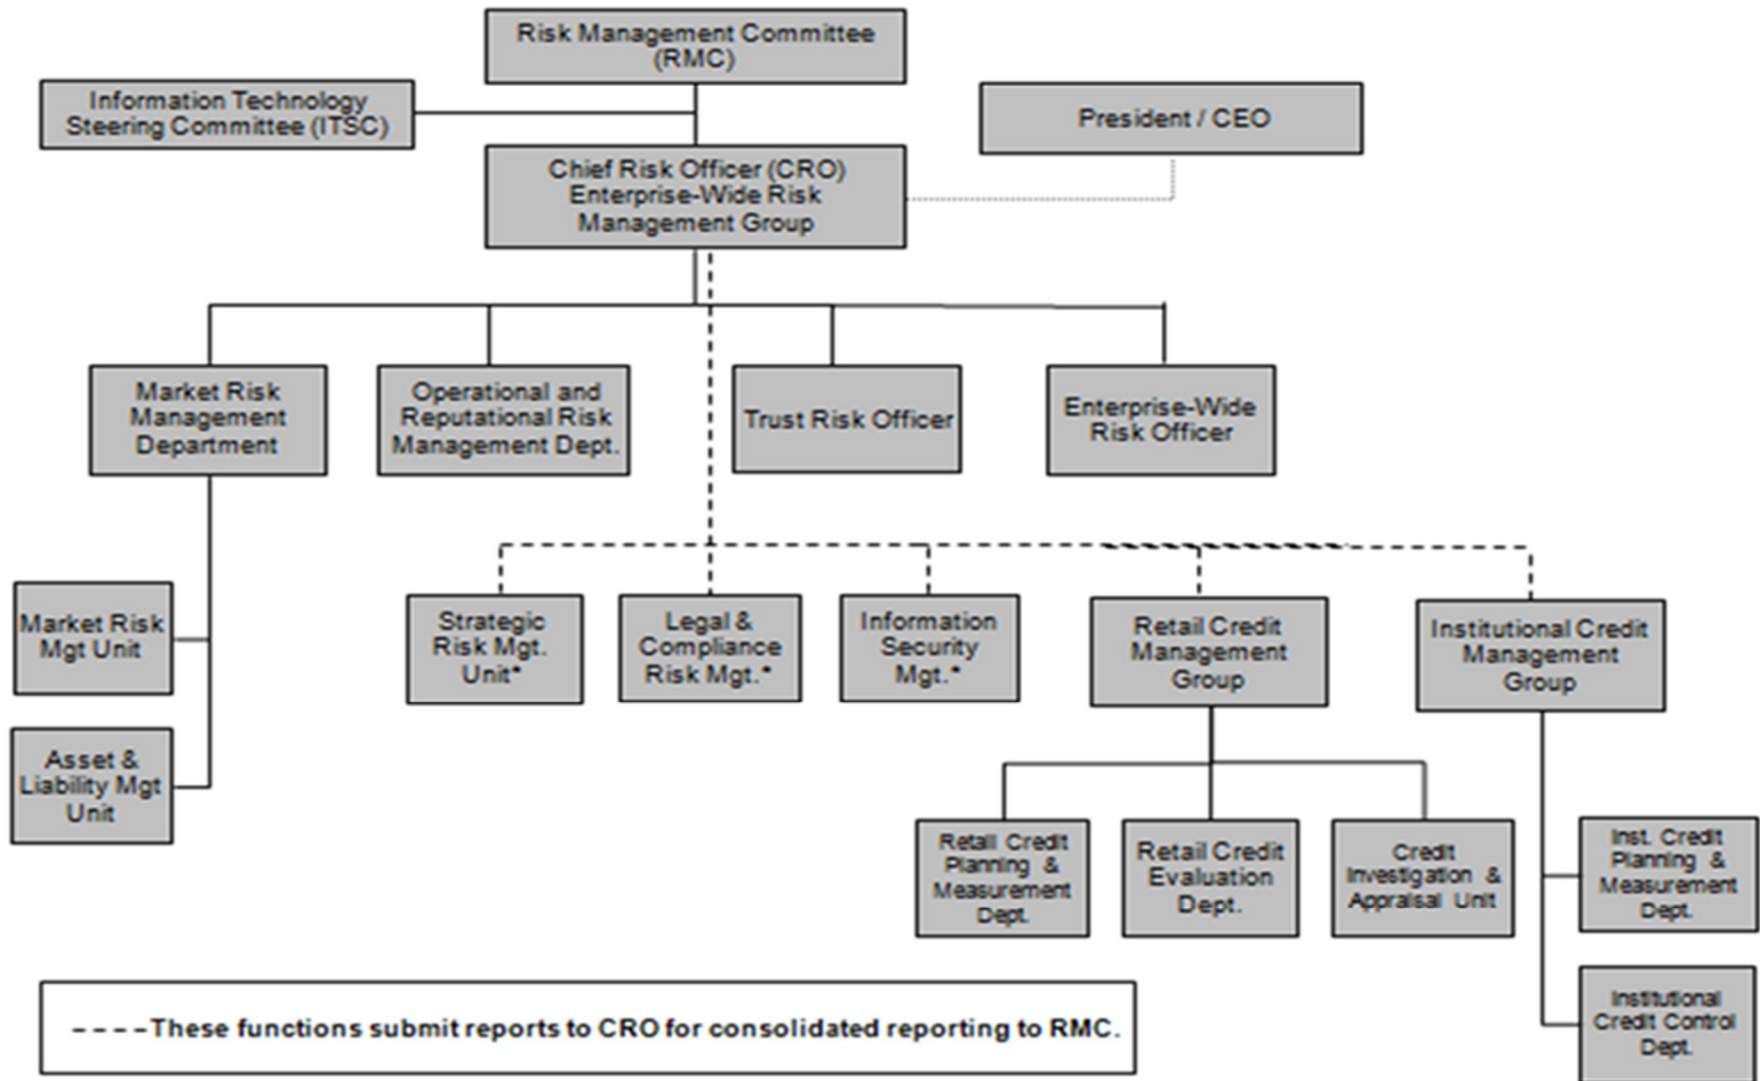 Risk Management Committee
(RMC)
Information Technology
Steering Committee (ITSC)
President / CEO
Chief Risk Officer (CRO)
Enterprise-Wide Risk
Management Group
Market Risk
Management
Department
Operational and
Reputational Risk
Management Dept.
Trust Risk Officer
Enterprise-Wide
Risk Officer
Market Risk
Mgt Unit
Asset &
Liability Mgt
Unit
Strategic
Risk Mgt.
Unit*
Legal &
Compliance
Risk Mgt.*
Information
Security
Mgt.*
Retail Credit
Management
Group
Institutional Credit
Management
Group
Retail Credit
Planning &
Measurement
Dept.
Retail Credit
Evaluation
Dept.
Credit
Investigation &
Appraisal Unit
Inst. Credit
Planning &
Measurement
Dept.
Institutional
Credit Control
Dept.
----These functions submit reports to CRO for consolidated reporting to RMC.